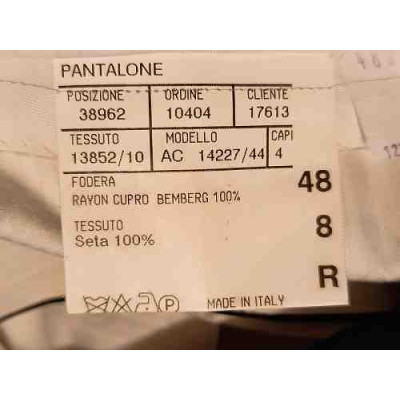 PANTALONE
POSIZIONE ORDINE CLIENTE
38962 10404 17613
TESSUTO MODELLO CAPI
13852/10 AC 14227/44 4
FODERA 48
RAYON CUPRO BEMBERG 100%
TESSUTO 8
Seta 100%
R
P MADE IN ITALY